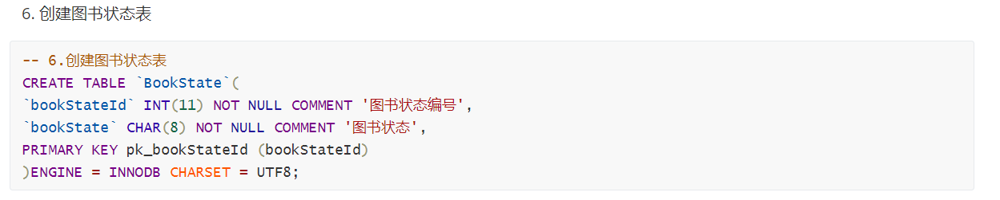 6. 创建图书状态表
-- 6.创建图书状态表
CREATE TABLE `BookState`(
`bookStateId` INT(11) NOT NULL COMMENT '图书状态编号',
`bookState` CHAR(8) NOT NULL COMMENT '图书状态',
PRIMARY KEY pk_bookStateId (bookStateId)
)ENGINE = INNODB CHARSET = UTF8;